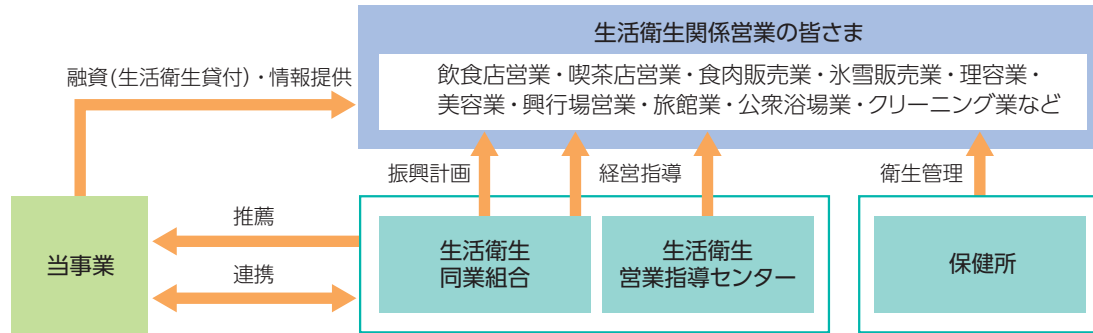 生活衛生関係営業の皆さま
融資(生活衛生貸付)・情報提供
飲食店営業・喫茶店営業・食肉販売業・氷雪販売業・理容業・
美容業・興行場営業・旅館業・公衆浴場業・クリーニング業など
振興計画
経営指導
衛生管理
推薦
連携
当事業
生活衛生
同業組合
生活衛生
営業指導センター
保健所